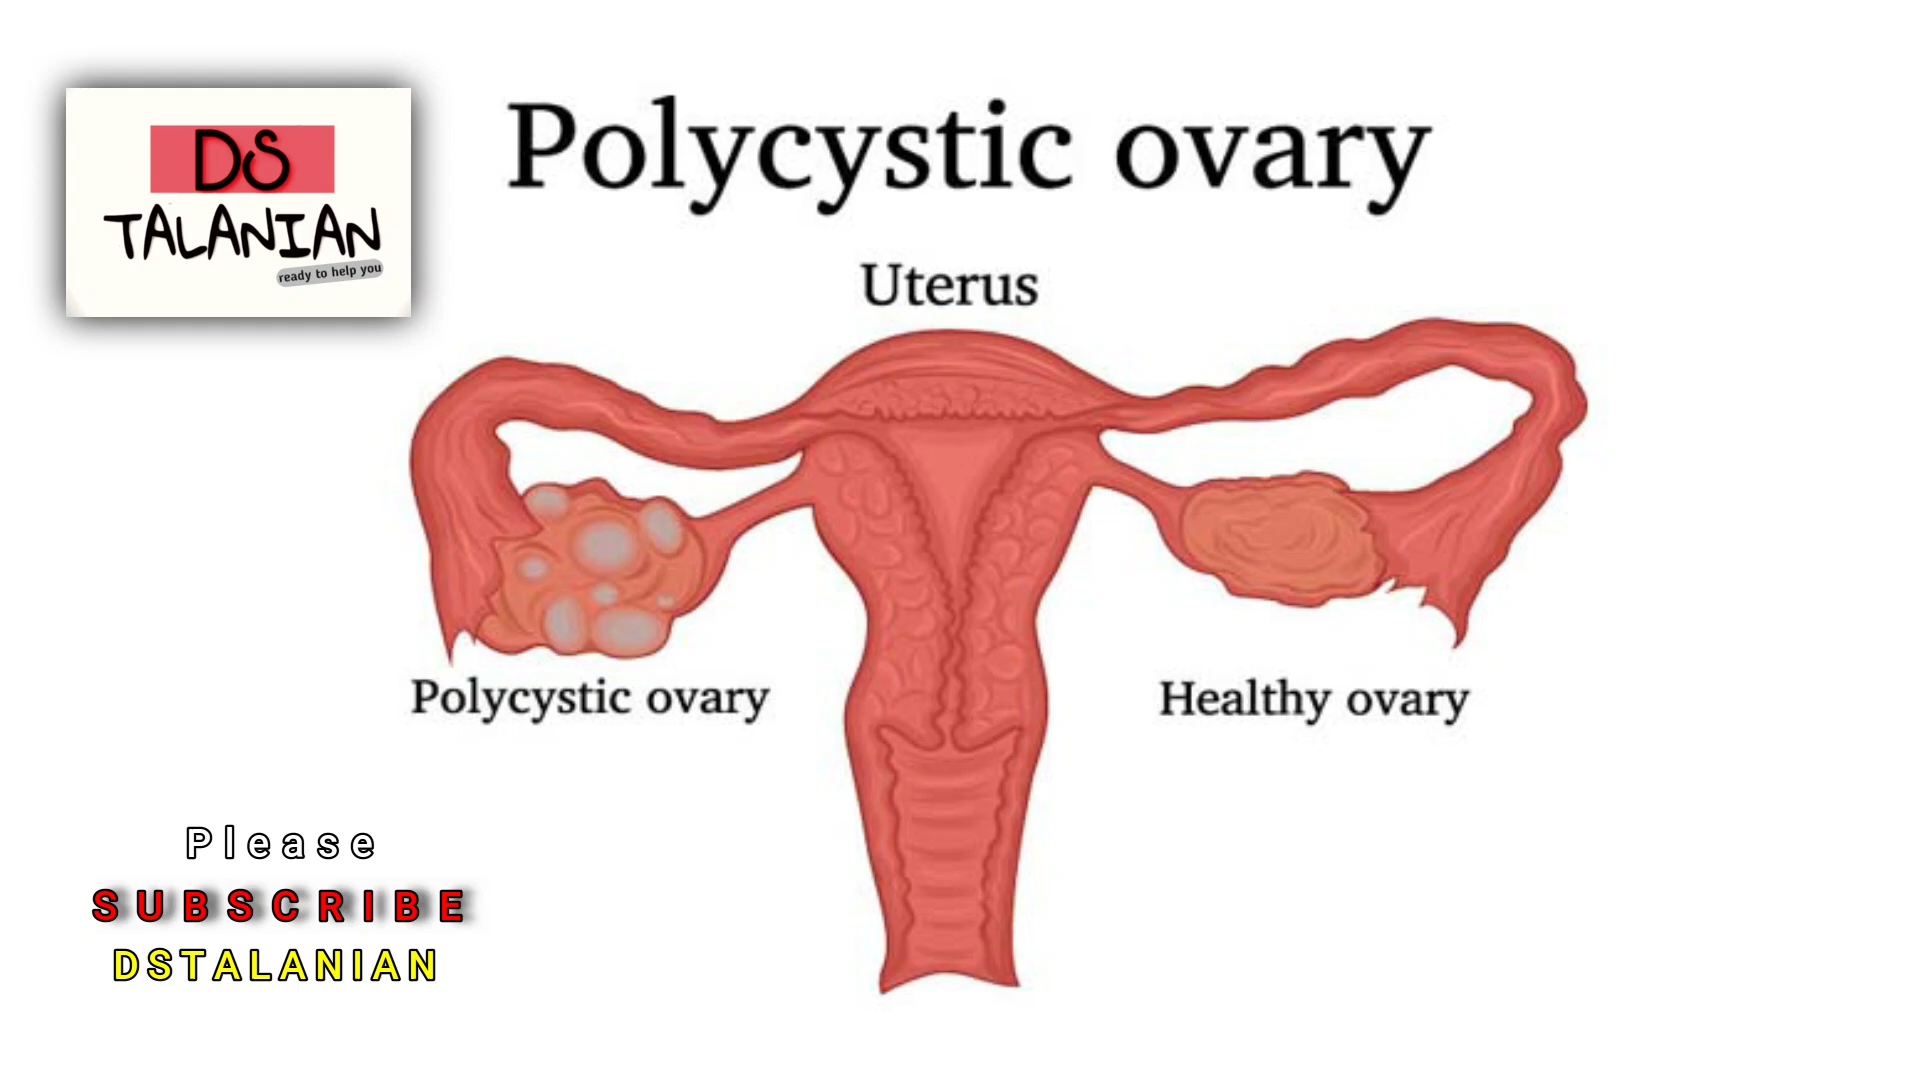 DS
TALANIAN
ready to help you
Polycystic ovary
Uterus
Polycystic ovary
Healthy ovary
Please
SUBSCRIBE
DSTALANIAN